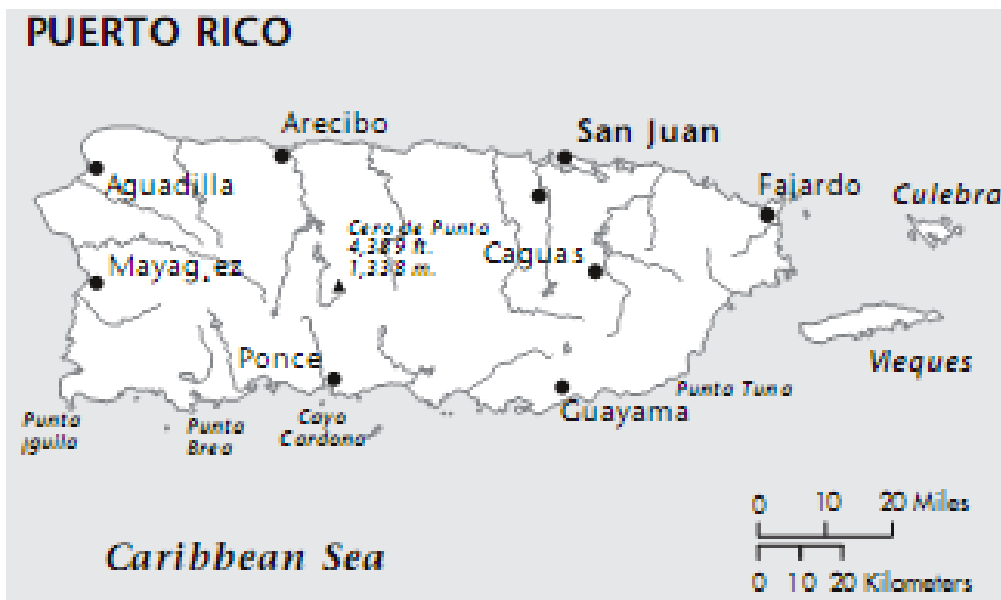 PUERTO RICO
Arecibo
San Juan
Aguadilla
Fajardo
Culebra
Cero de Punta
4,389 ft.
1,338 m.
Caguas
Mayag,ez
Ponce
Vieques
Punta Tuna
Guayama
Punta
Jguila
Punta
Brea
Cayo
Cardona
0 10 20 Miles
0 10 20 Kilometers
Caribbean Sea